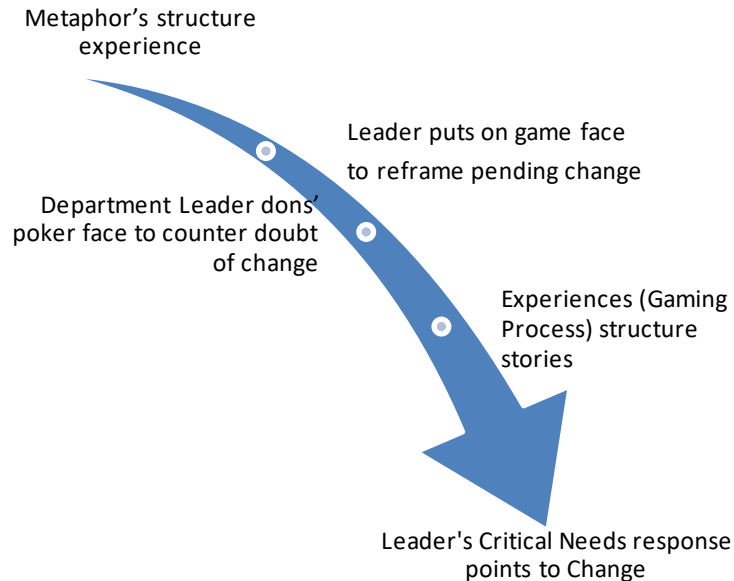 Metaphor's structure
experience
Leader puts on game face
to reframe pending change
Department Leader dons'
poker face to counter doubt
of change
Experiences (Gaming
Process) structure
stories
Leader's Critical Needs response
points to Change